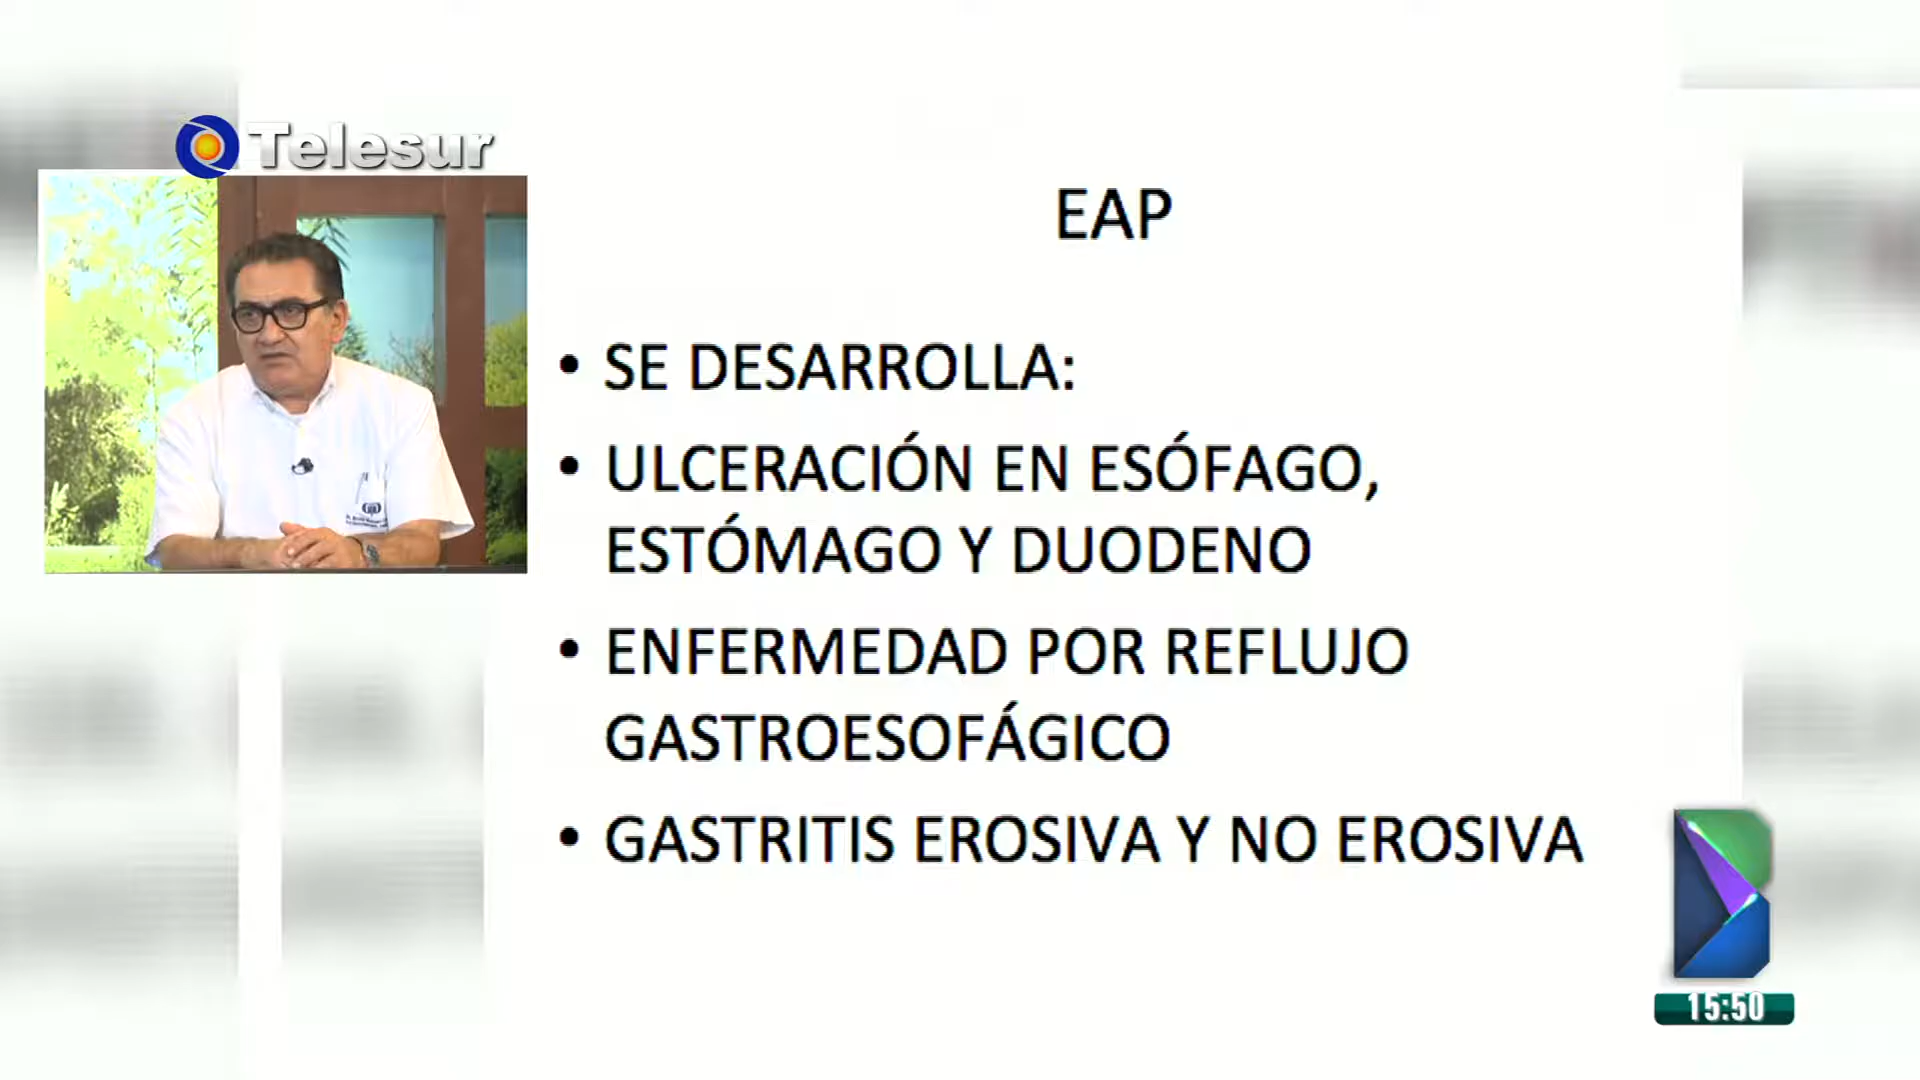 Telesur
EAP
• SE DESARROLLA:
• ULCERACIÓN EN ESÓFAGO,
ESTÓMAGO Y DUODENO
• ENFERMEDAD POR REFLUJO
GASTROESOFÁGICO
• GASTRITIS EROSIVA Y NO EROSIVA
15:50